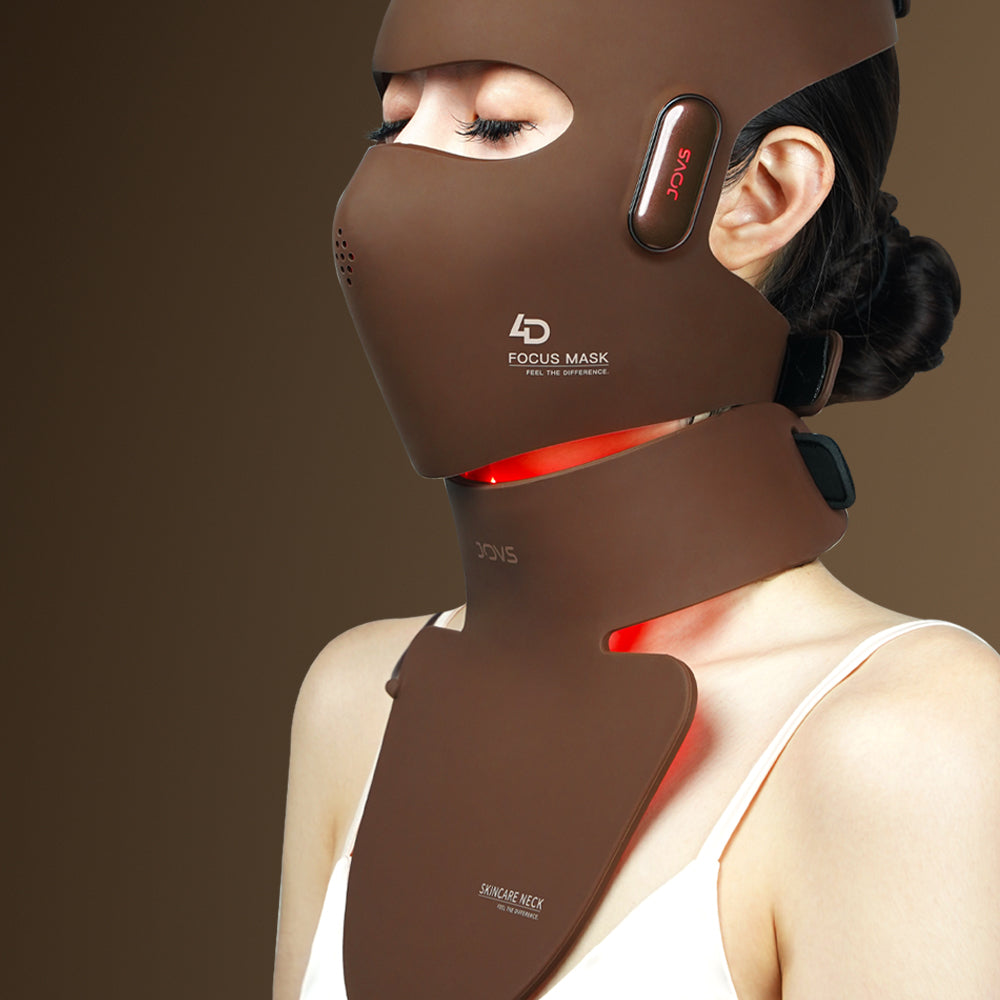 JOVS
4D
FOCUS MASK
FEEL THE DIFFERENCE.
JOVS
SKINCARE NECK
FEEL THE DIFFERENCE.